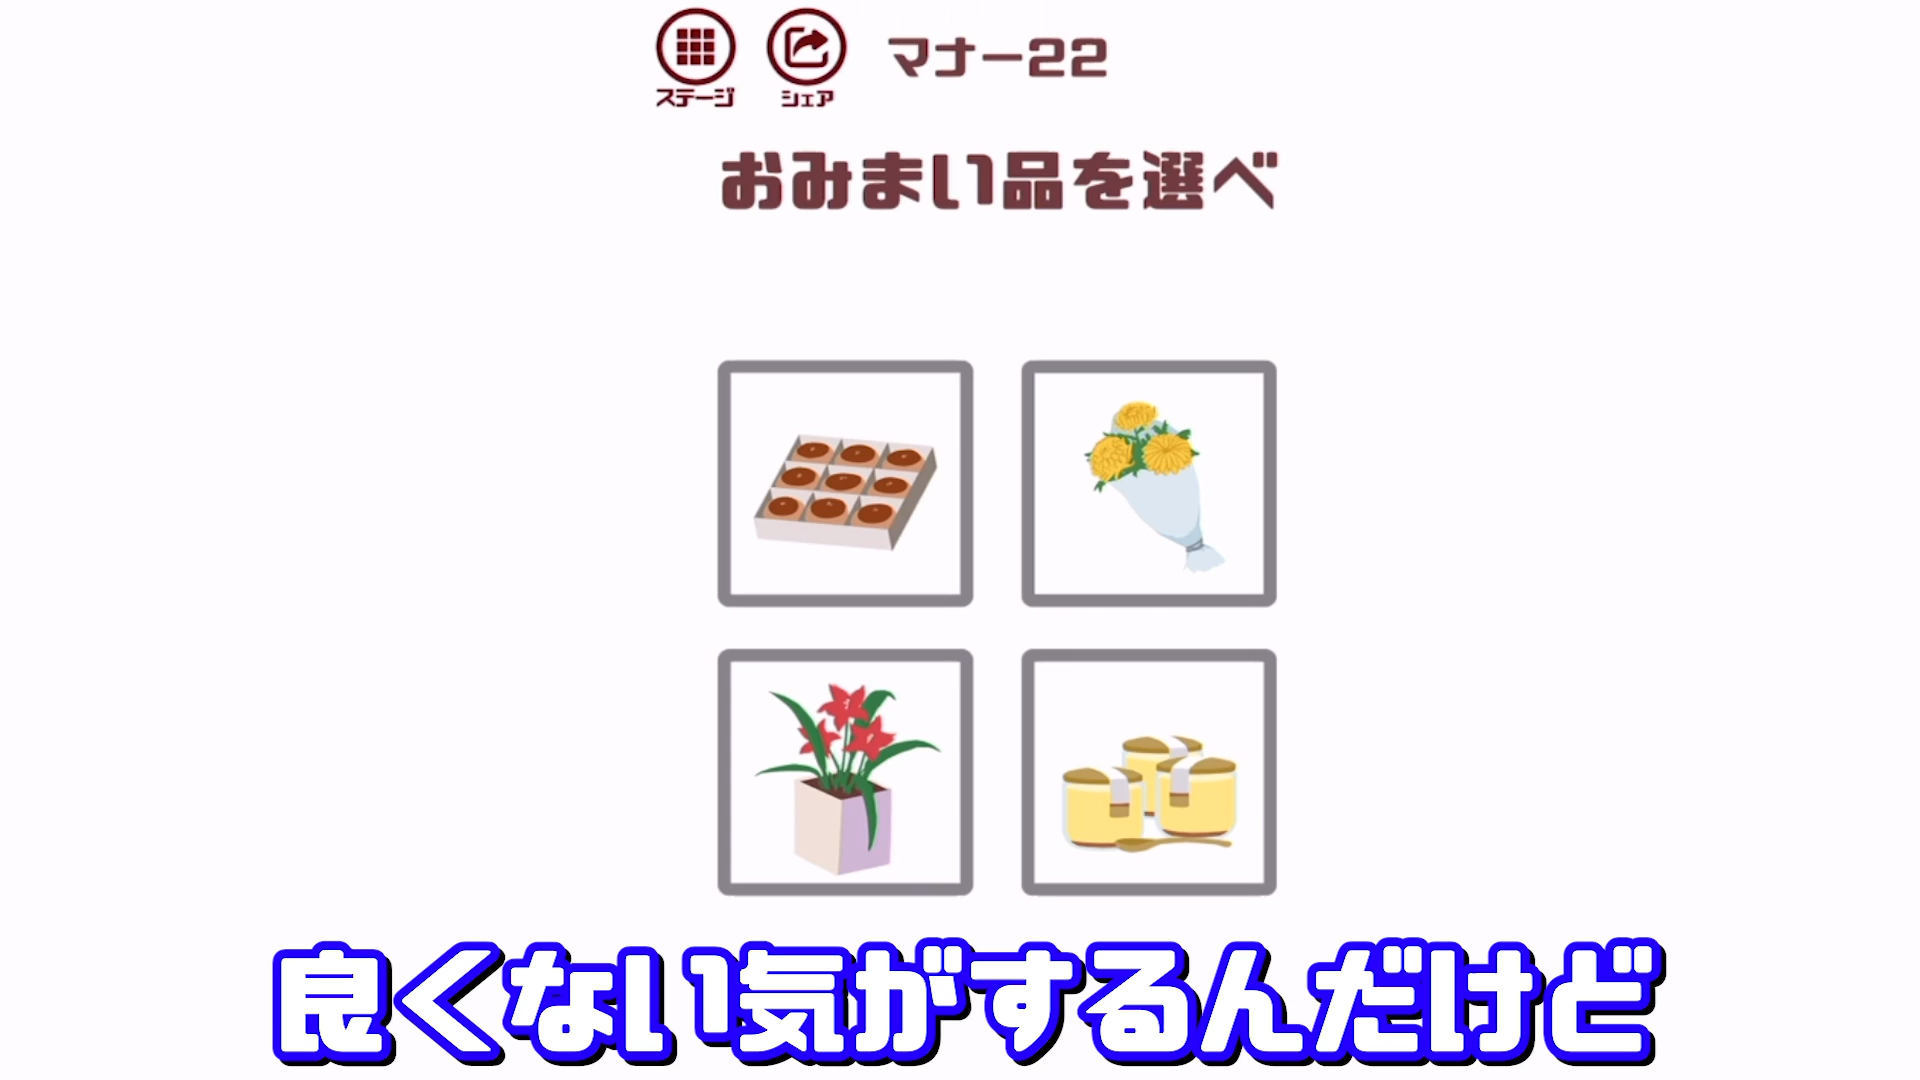 ステージ
シェア
マナー22
おみまい品を選べ
良くない気がするんだけど